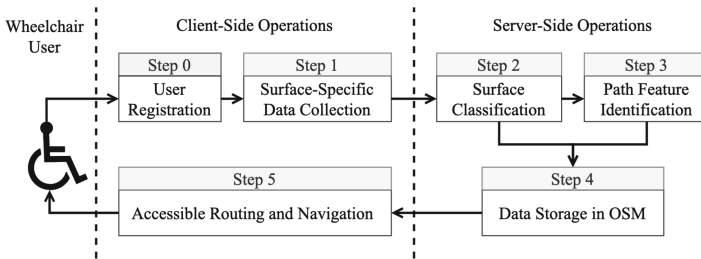 Wheelchair
User
Client-Side Operations
Server-Side Operations
Step 0
User
Registration
Step 1
Surface-Specific
Data Collection
Step 2
Surface
Classification
Step 3
Path Feature
Identification
Step 4
Data Storage in OSM
Step 5
Accessible Routing and Navigation